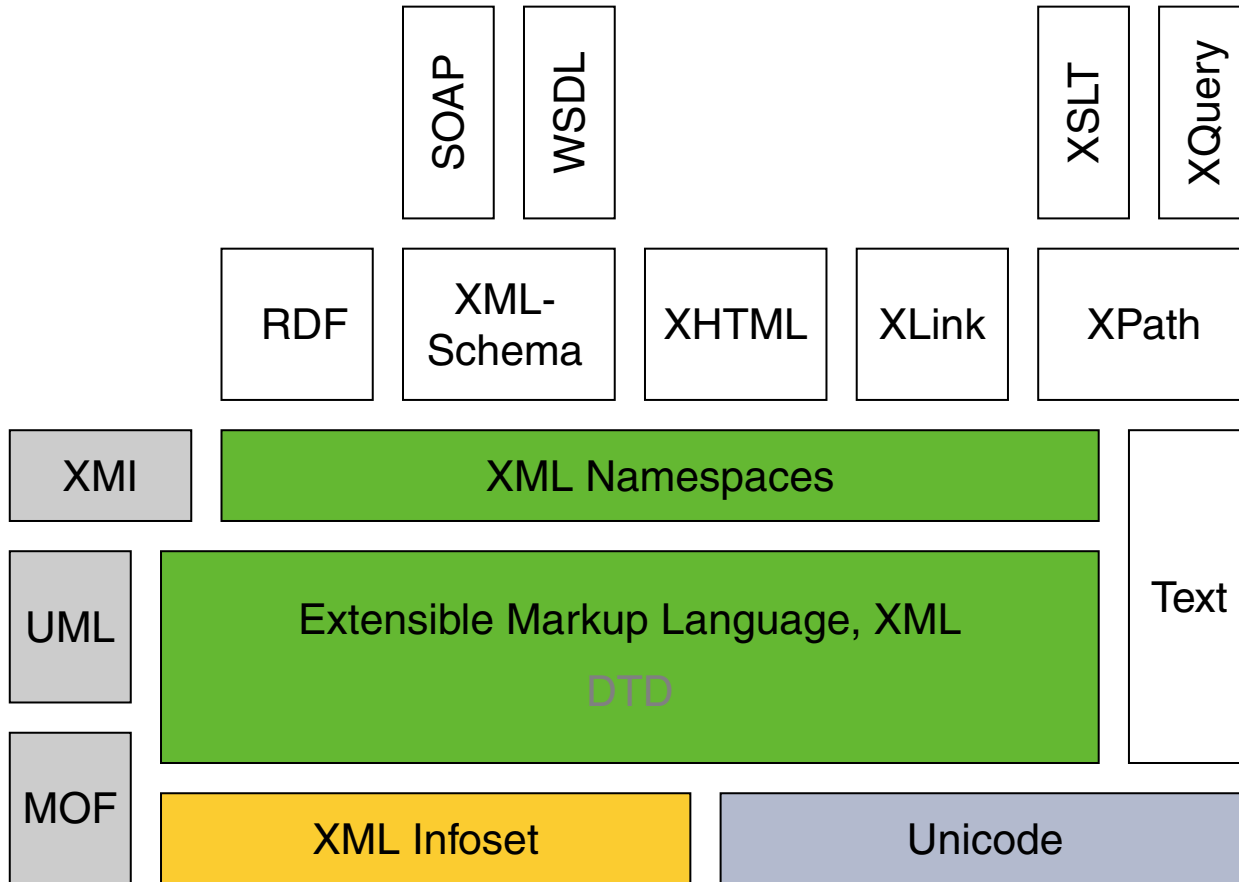 SOAP
WSDL
XSLT
XQuery
RDF
XML-
Schema
XHTML
XLink
XPath
XMI
XML Namespaces
UML
Extensible Markup Language, XML
DTD
Text
MOF
XML Infoset
Unicode